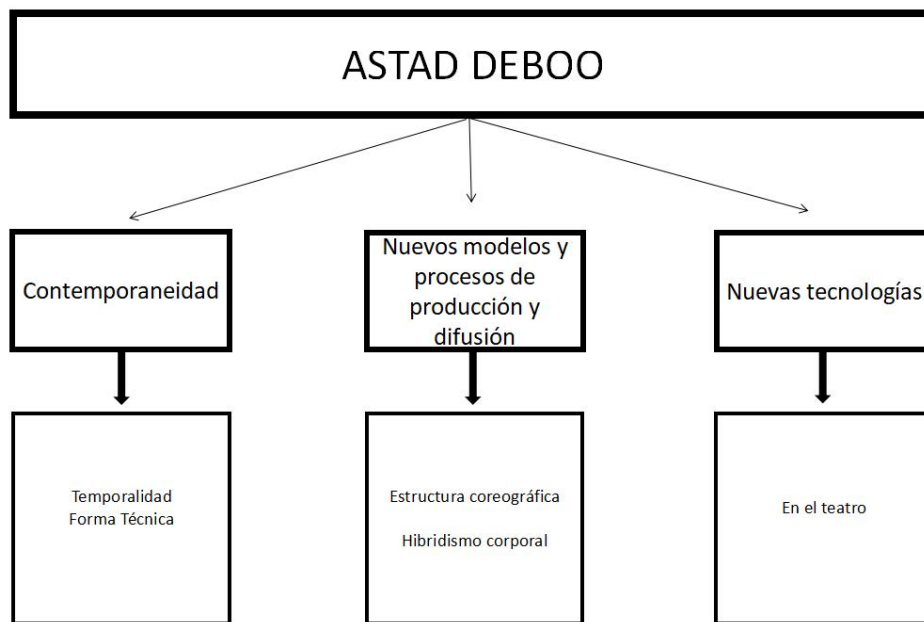 ASTAD DEBOO
Contemporaneidad
Nuevos modelos y
procesos de
producción y
difusión
Nuevas tecnologías
Temporalidad
Forma Técnica
Estructura coreográfica
Hibridismo corporal
En el teatro